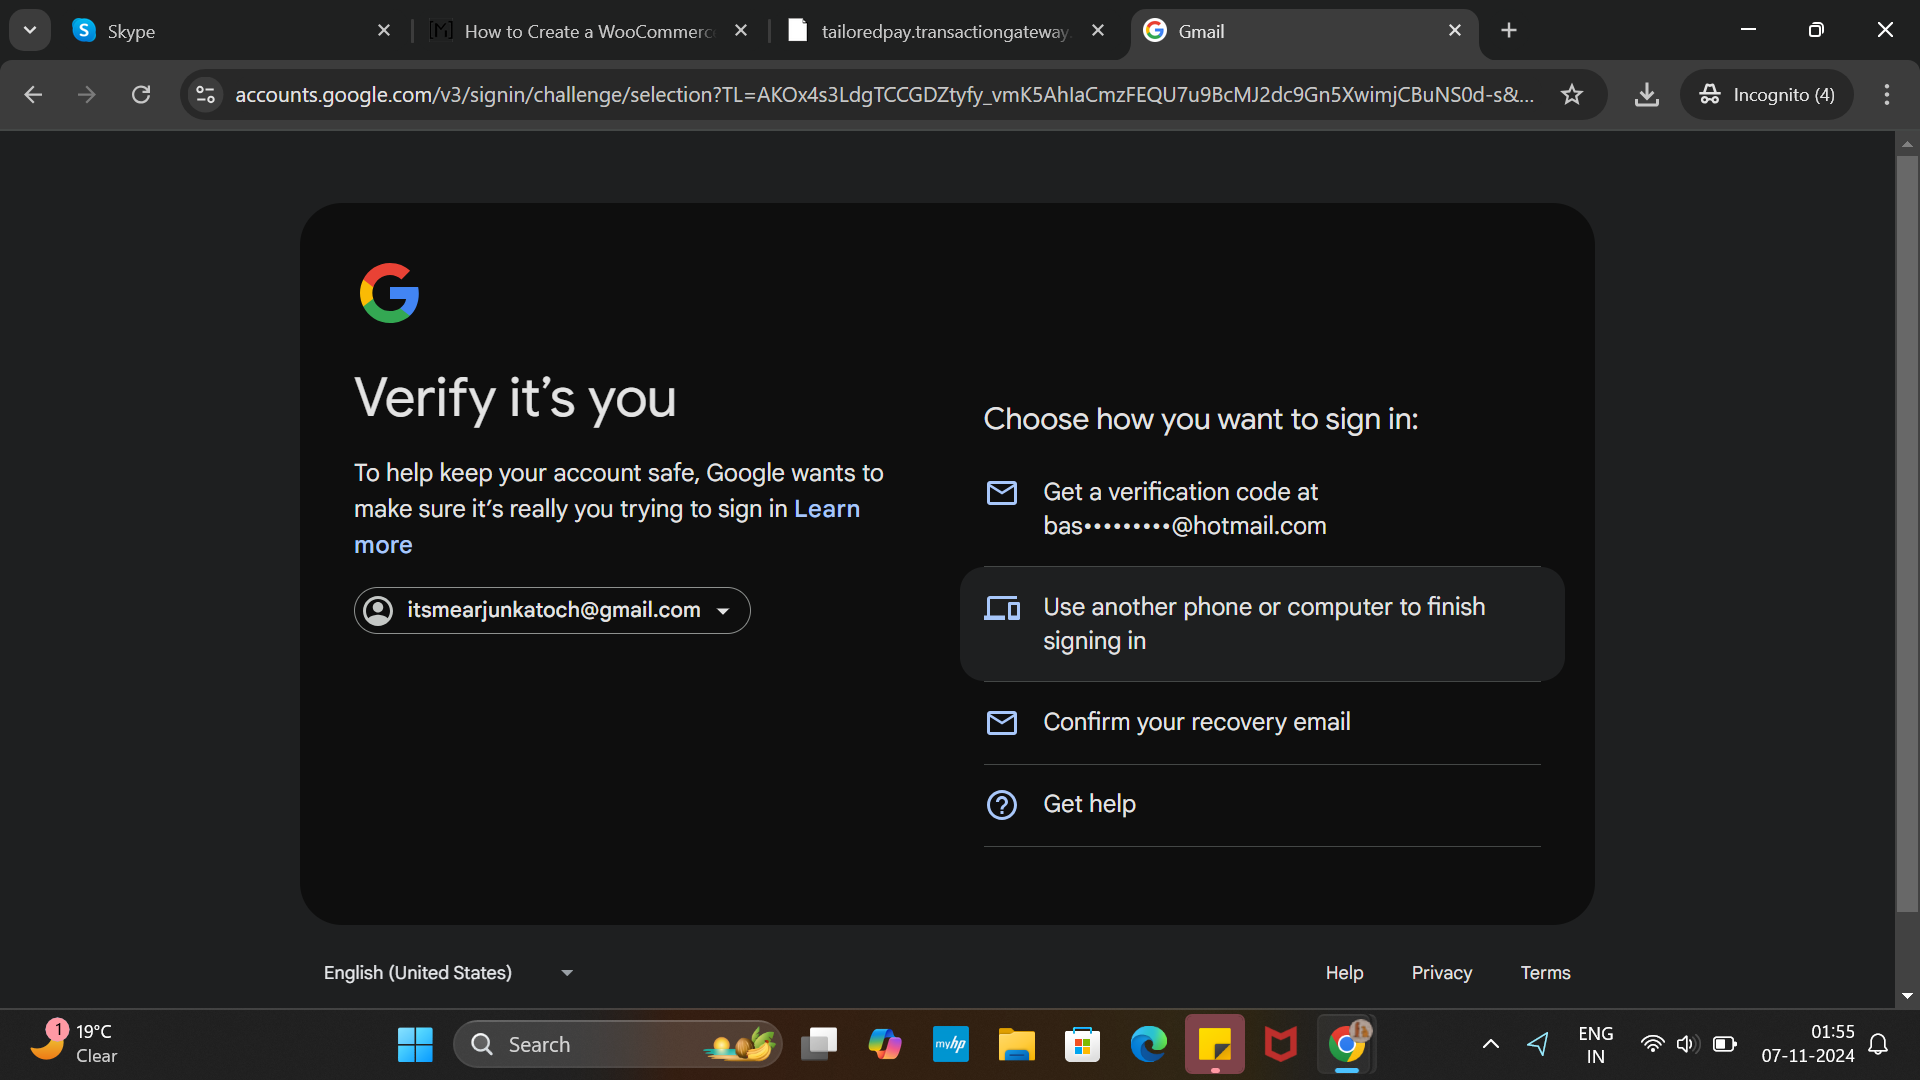 Skype
How to Create a WooCommerc
tailoredpay.transactiongateway.
Gmail
accounts.google.com/v3/signin/challenge/selection?TL=AKOx4s3LdgTCCGDZtyfy_vmK5AhIaCmzFEQU7u9BcMJ2dc9Gn5XwimjCBuNS0d-s&...
Incognito (4)
Verify it’s you
To help keep your account safe, Google wants to
make sure it’s really you trying to sign in Learn
more
itsmearjunkatoch@gmail.com
Choose how you want to sign in:
Get a verification code at
bas•••••••••@hotmail.com
Use another phone or computer to finish
signing in
Confirm your recovery email
Get help
English (United States)
Help
Privacy
Terms
1
19°C
Clear
Search
myhp
ENG
IN
01:55
07-11-2024